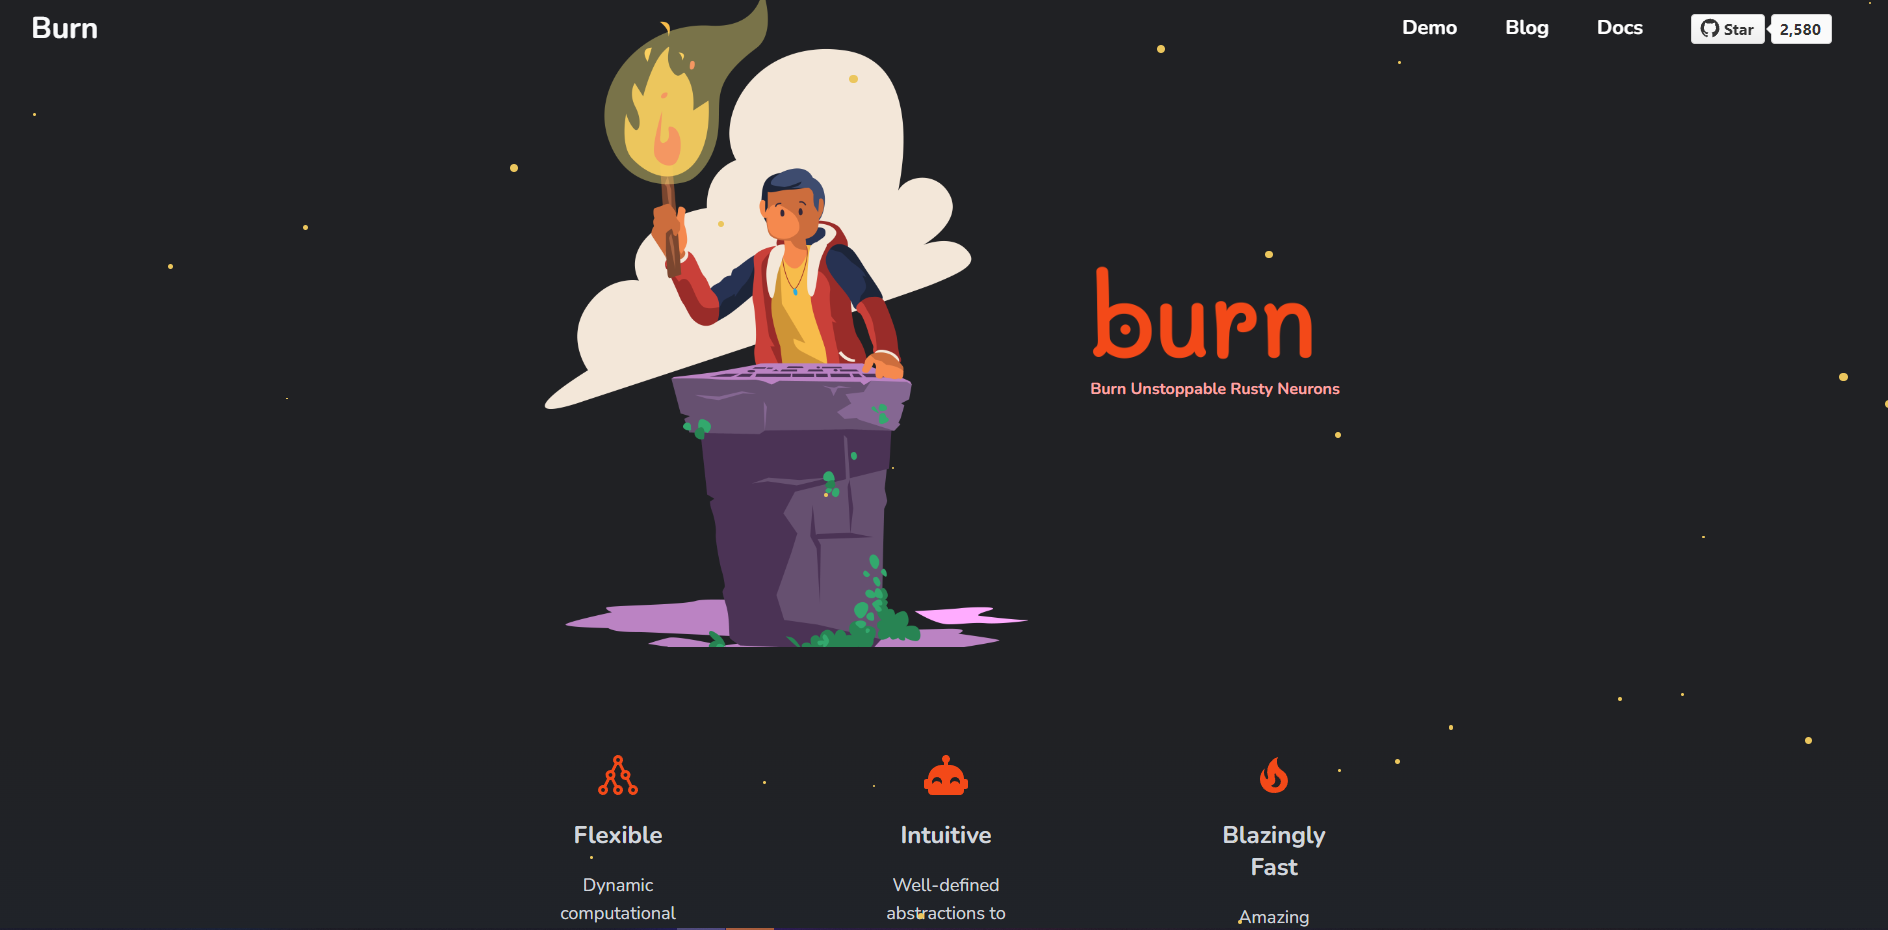 Burn
Demo Blog Docs Star 2,580
burn
Burn Unstoppable Rusty Neurons
Flexible
Dynamic
computational
Intuitive
Well-defined
abstractions to
Blazingly
Fast
Amazing